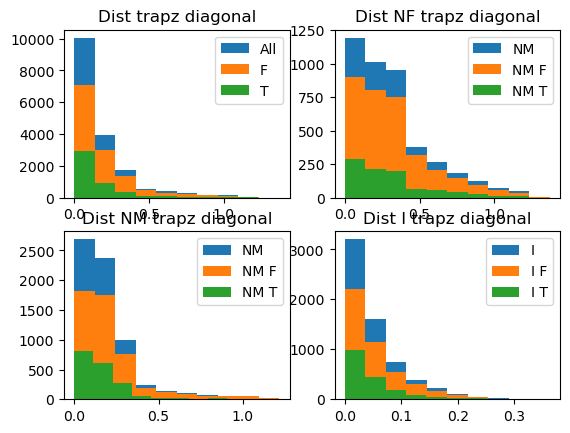 Dist trapz diagonal
10000
8000
6000
4000
2000
0
0.0
0.5
1.0
All
F
T
Dist NF trapz diagonal
1250
1000
750
500
250
0
0.0
0.5
1.0
NM
NM F
NM T
Dist NM trapz diagonal
2500
2000
1500
1000
500
0
0.0
0.5
1.0
NM
NM F
NM T
Dist I trapz diagonal
3000
2000
1000
0
0.0
0.1
0.2
0.3
I
I F
I T